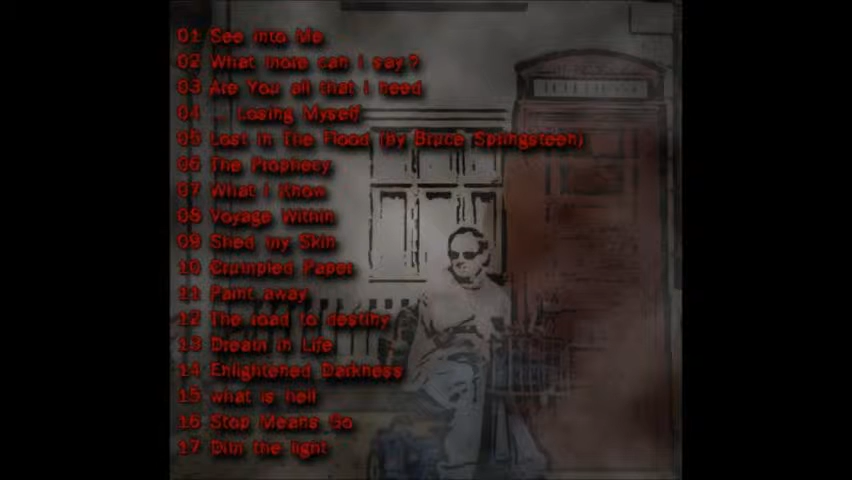 01 See into Me
02 What more can I say?
03 Are You all that I need
04 ... Losing Myself
05 Lost in The Flood (by Bruce Springsteen)
06 The Prophecy
07 What I Know
08 Voyage Within
09 Shed my Skin
10 Crumpled Paper
11 Paint away
12 The road to destiny
13 Dream in Life
14 Enlightened Darkness
15 what is hell
16 Stop Means Go
17 Dim the light